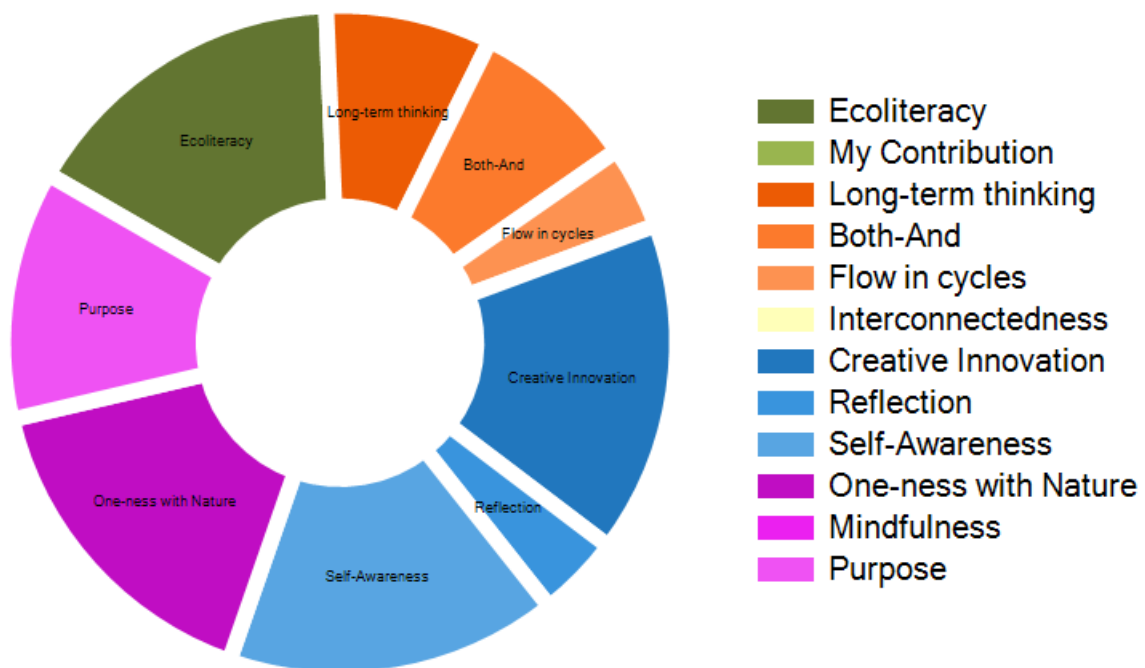 Long-term thinking
Ecoliteracy
Both-And
Flow in cycles
Purpose
Creative Innovation
One-ness with Nature
Reflection
Self-Awareness
Ecoliteracy
My Contribution
Long-term thinking
Both-And
Flow in cycles
Interconnectedness
Creative Innovation
Reflection
Self-Awareness
One-ness with Nature
Mindfulness
Purpose